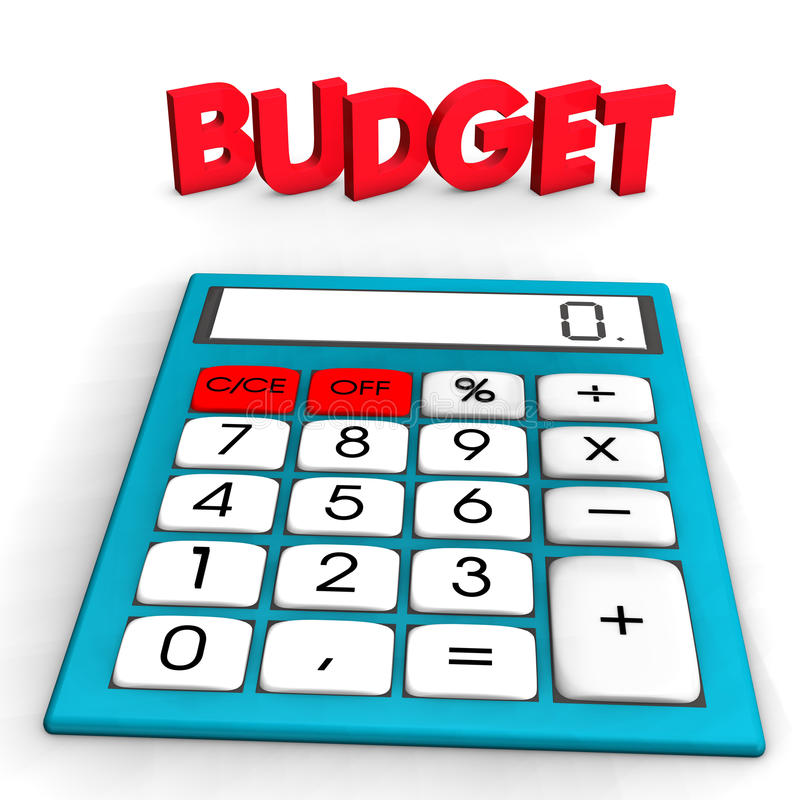 BUDGET
0.
C/CE OFF % ÷
7 8 9 x
4 5 6 −
1 2 3 +
0 , =